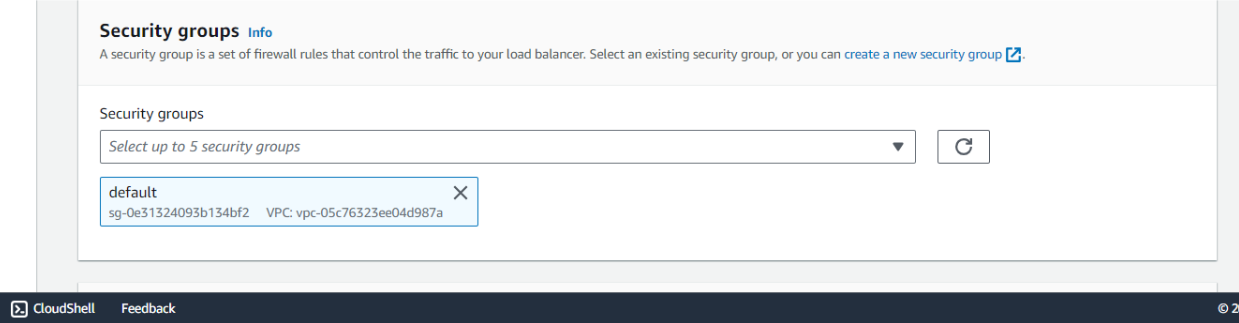 Security groups Info
A security group is a set of firewall rules that control the traffic to your load balancer. Select an existing security group, or you can create a new security group.
Security groups
Select up to 5 security groups
default
sg-0e31324093b134bf2 VPC: vpc-05c76323ee04d987a
CloudShell Feedback ©